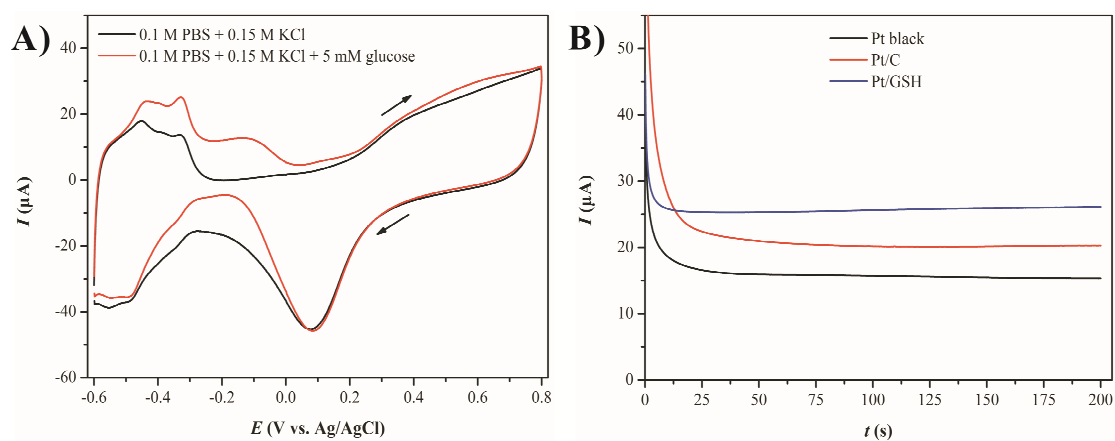 A)
0.1 M PBS + 0.15 M KCl
0.1 M PBS + 0.15 M KCl + 5 mM glucose
40
20
0
-20
-40
-60
I (µA)
-0.6 -0.4 -0.2 0.0 0.2 0.4 0.6 0.8
E (V vs. Ag/AgCl)
B)
Pt black
Pt/C
Pt/GSH
50
40
30
20
10
0
I (µA)
0 25 50 75 100 125 150 175 200
t (s)